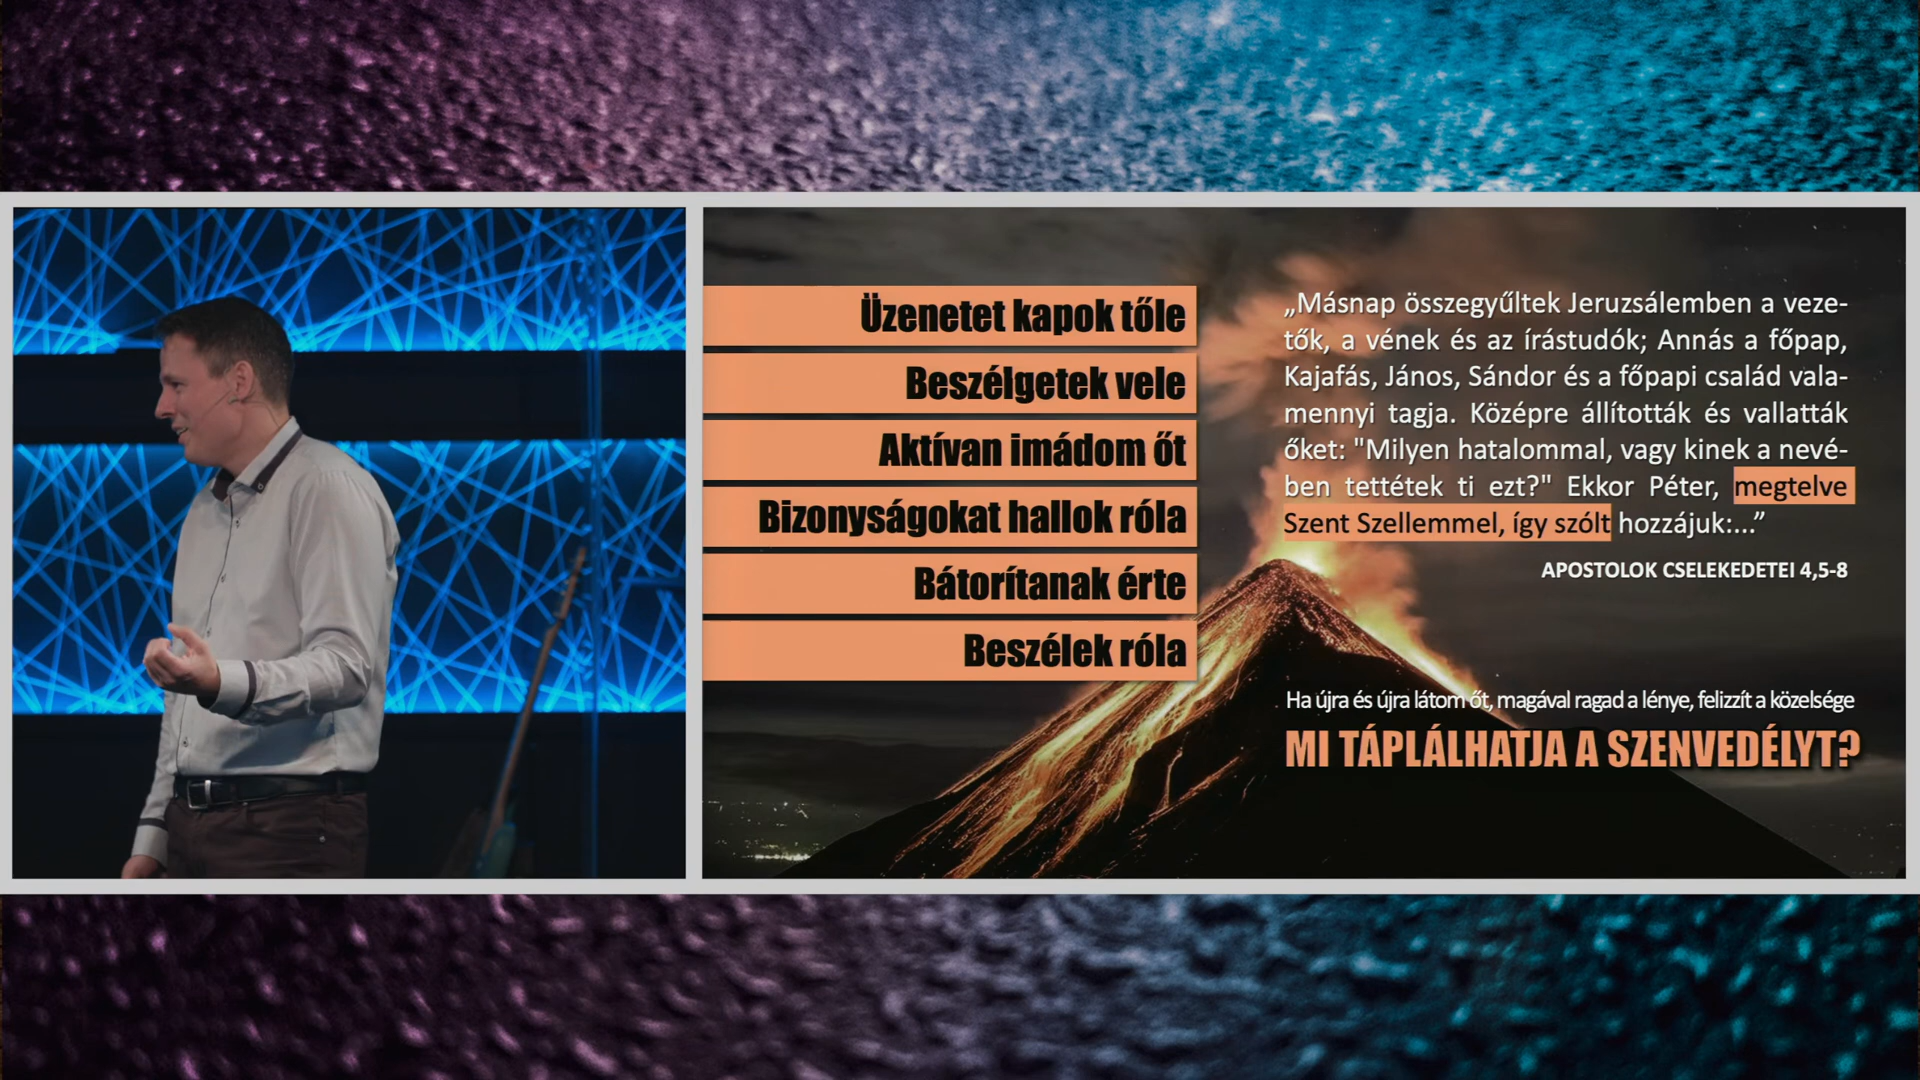 Üzenetet kapok tőle
Beszélgetek vele
Aktívan imádom őt
Bizonyságokat hallok róla
Bátorítanak érte
Beszélek róla
„Másnap összegyűltek Jeruzsálemben a veze-
tők, a vének és az írástudók; Annás a főpap,
Kajafás, János, Sándor és a főpapi család vala-
mennyi tagja. Középre állították és vallatták
őket: "Milyen hatalommal, vagy kinek a nevé-
ben tettétek ti ezt?" Ekkor Péter, megtelve
Szent Szellemmel, így szólt hozzájuk:...”
APOSTOLOK CSELEKEDETEI 4,5-8
Ha újra és újra látom őt, magával ragad a lénye, felizzít a közelsége
MI TÁPLÁLHATJA A SZENVEDÉLYT?